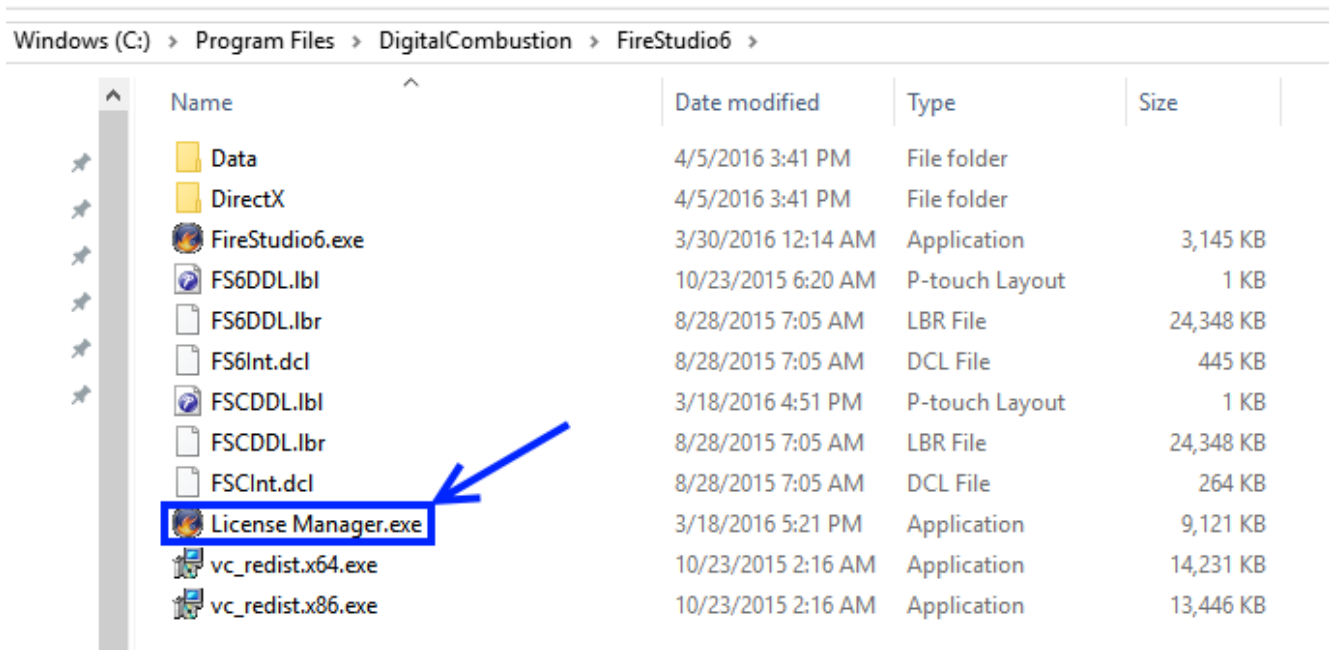 Windows (C:) > Program Files > DigitalCombustion > FireStudio6 >
Name Date modified Type Size
Data 4/5/2016 3:41 PM File folder
DirectX 4/5/2016 3:41 PM File folder
FireStudio6.exe 3/30/2016 12:14 AM Application 3,145 KB
FS6DDL.lbl 10/23/2015 6:20 AM P-touch Layout 1 KB
FS6DDL.lbr 8/28/2015 7:05 AM LBR File 24,348 KB
FS6Int.dcl 8/28/2015 7:05 AM DCL File 445 KB
FSCDDL.lbl 3/18/2016 4:51 PM P-touch Layout 1 KB
FSCDDL.lbr 8/28/2015 7:05 AM LBR File 24,348 KB
FSCInt.dcl 8/28/2015 7:05 AM DCL File 264 KB
License Manager.exe 3/18/2016 5:21 PM Application 9,121 KB
vc_redist.x64.exe 10/23/2015 2:16 AM Application 14,231 KB
vc_redist.x86.exe 10/23/2015 2:16 AM Application 13,446 KB